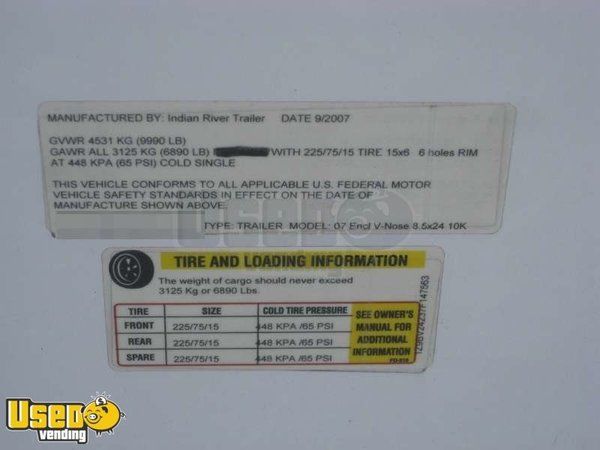 MANUFACTURED BY: Indian River Trailer DATE 9/2007
GVWR 4531 KG (9990 LB)
GAWR ALL 3125 KG (6890 LB) WITH 225/75/15 TIRE 15x6 6 holes RIM
AT 448 KPA (65 PSI) COLD SINGLE
THIS VEHICLE CONFORMS TO ALL APPLICABLE U.S. FEDERAL MOTOR
VEHICLE SAFETY STANDARDS IN EFFECT ON THE DATE OF
MANUFACTURE SHOWN ABOVE.
TYPE: TRAILER MODEL: 07 Encl V-Nose 8.5x24 10K
USED
vending
TIRE AND LOADING INFORMATION
The weight of cargo should never exceed
3125 Kg or 6890 Lbs.
TIRE SIZE COLD TIRE PRESSURE
FRONT 225/75/15 448 KPA /65 PSI
REAR 225/75/15 448 KPA /65 PSI
SPARE 225/75/15 448 KPA /65 PSI
SEE OWNER'S
MANUAL FOR
ADDITIONAL
INFORMATION
USED
vending